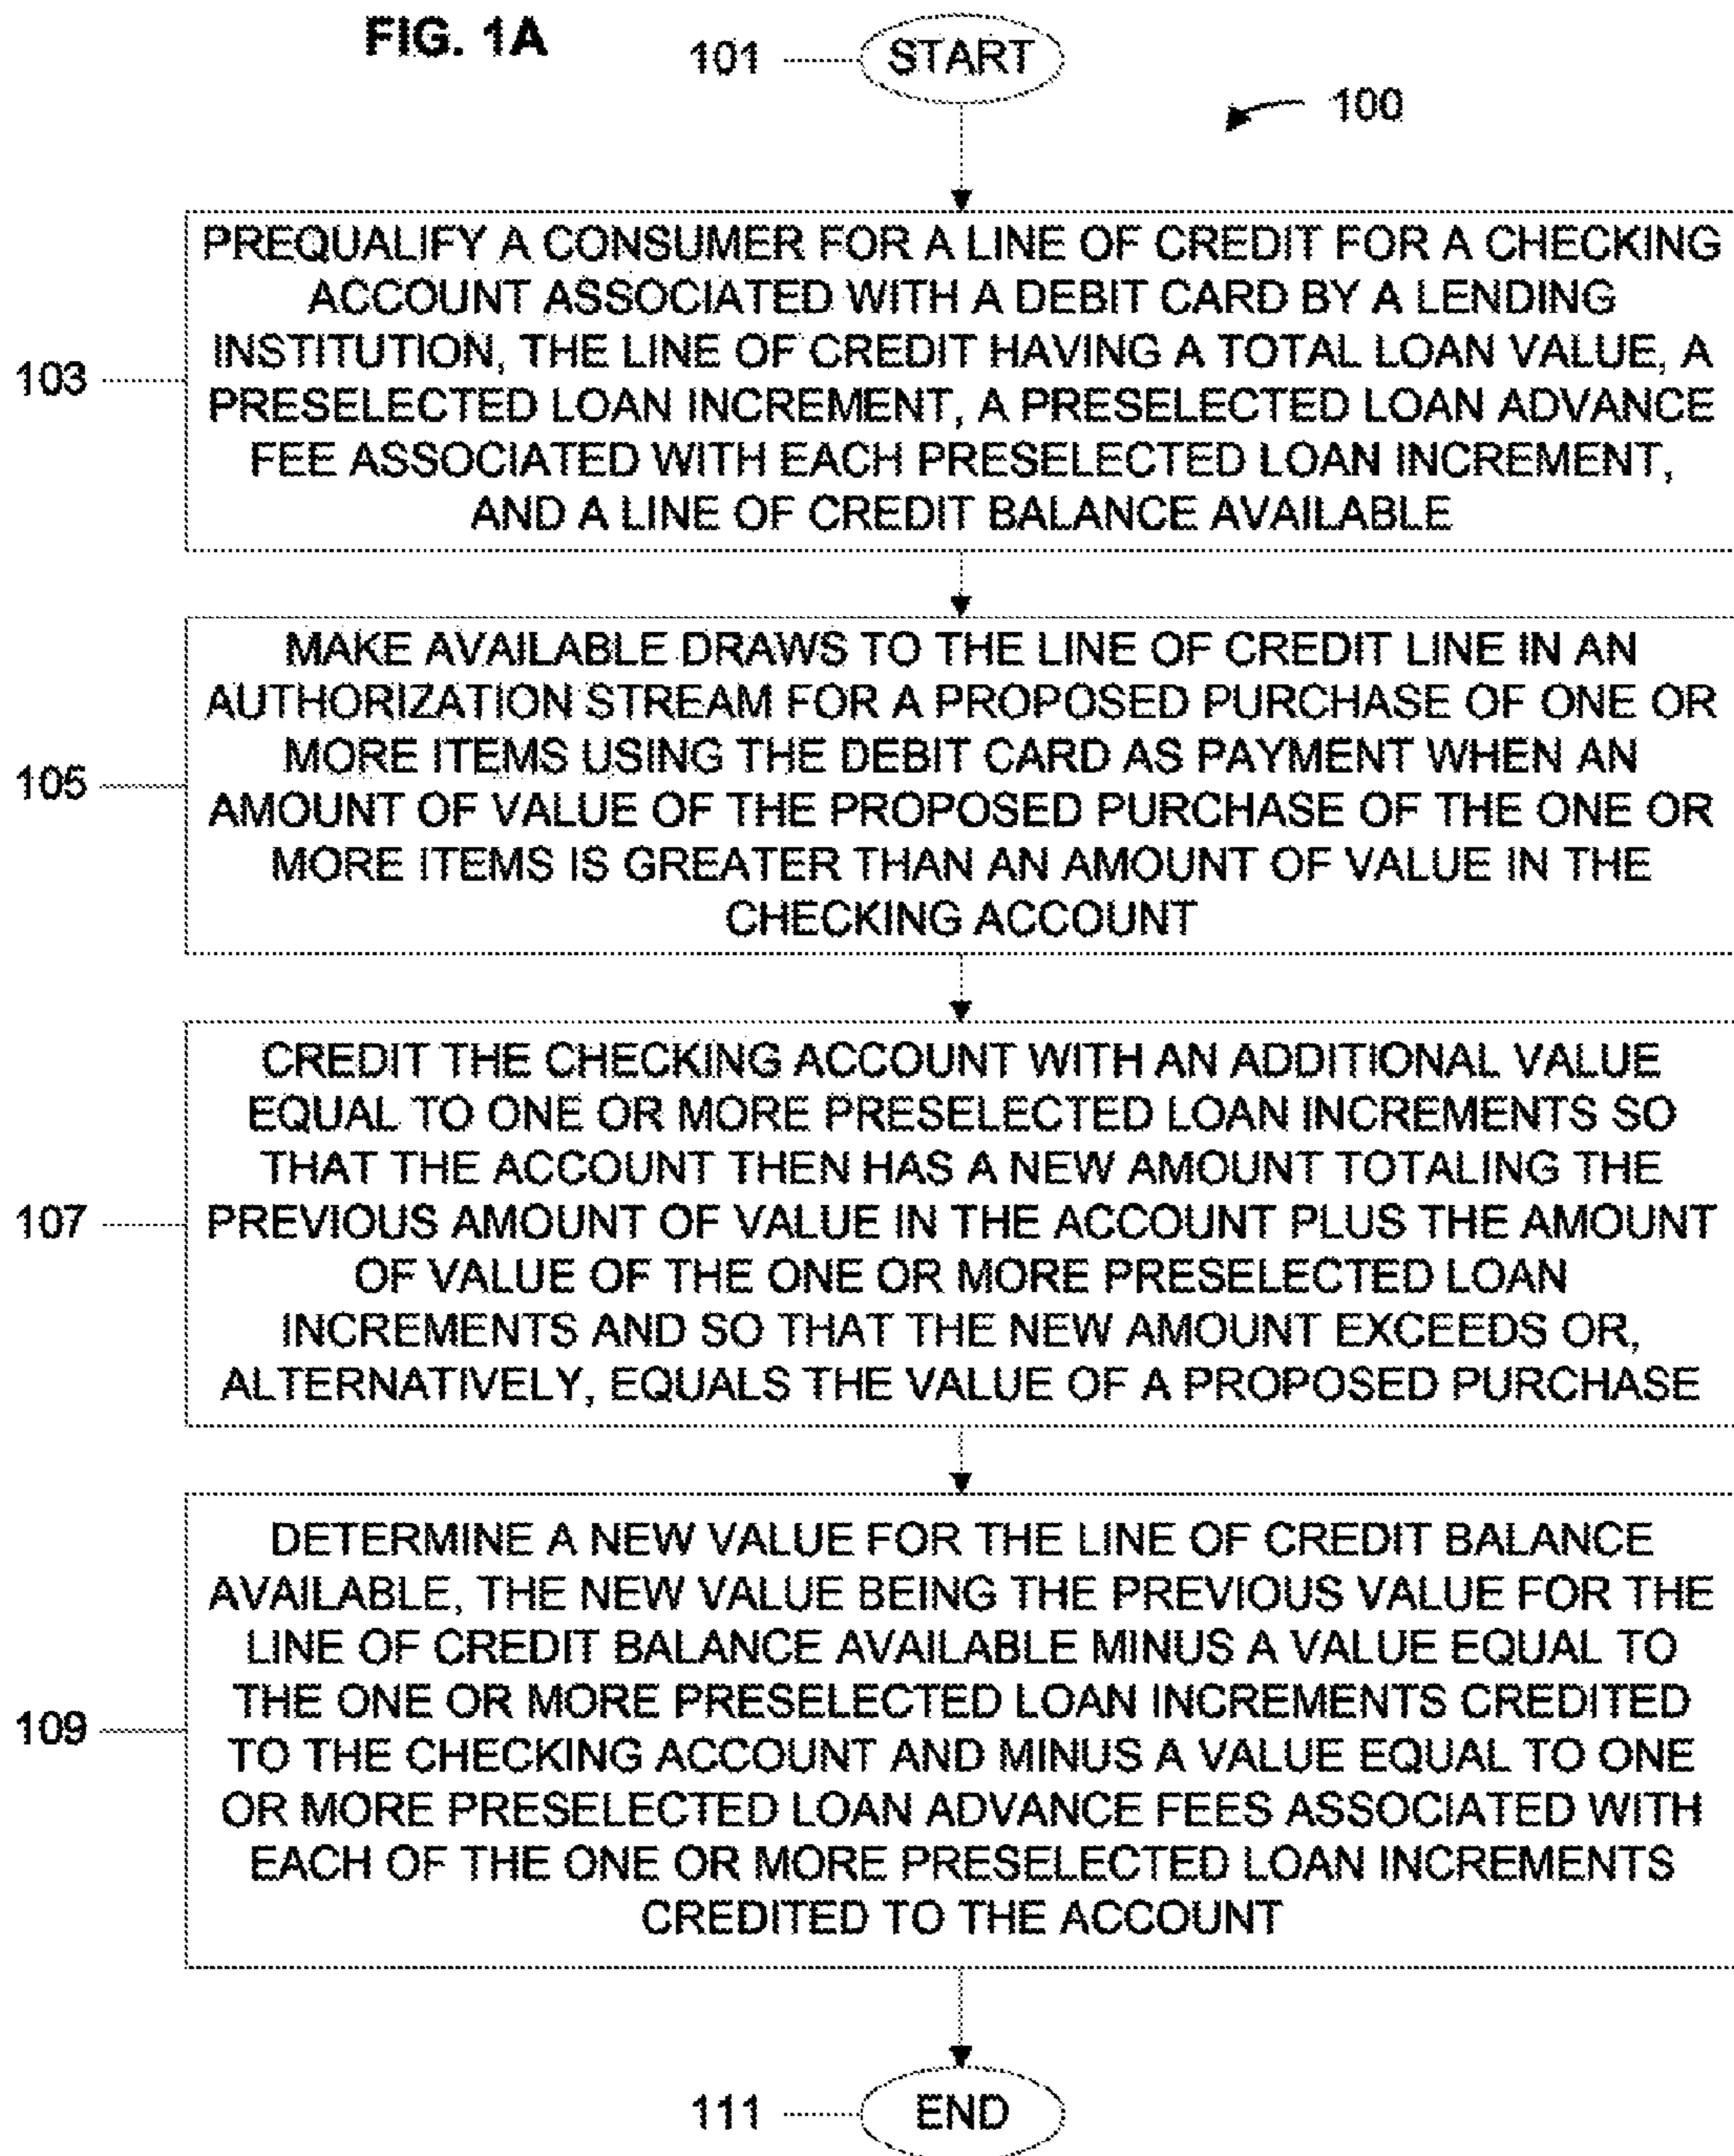 FIG. 1A
101
START
100
103
PREQUALIFY A CONSUMER FOR A LINE OF CREDIT FOR A CHECKING
ACCOUNT ASSOCIATED WITH A DEBIT CARD BY A LENDING
INSTITUTION, THE LINE OF CREDIT HAVING A TOTAL LOAN VALUE, A
PRESELECTED LOAN INCREMENT, A PRESELECTED LOAN ADVANCE
FEE ASSOCIATED WITH EACH PRESELECTED LOAN INCREMENT,
AND A LINE OF CREDIT BALANCE AVAILABLE
105
MAKE AVAILABLE DRAWS TO THE LINE OF CREDIT LINE IN AN
AUTHORIZATION STREAM FOR A PROPOSED PURCHASE OF ONE OR
MORE ITEMS USING THE DEBIT CARD AS PAYMENT WHEN AN
AMOUNT OF VALUE OF THE PROPOSED PURCHASE OF THE ONE OR
MORE ITEMS IS GREATER THAN AN AMOUNT OF VALUE IN THE
CHECKING ACCOUNT
107
CREDIT THE CHECKING ACCOUNT WITH AN ADDITIONAL VALUE
EQUAL TO ONE OR MORE PRESELECTED LOAN INCREMENTS SO
THAT THE ACCOUNT THEN HAS A NEW AMOUNT TOTALING THE
PREVIOUS AMOUNT OF VALUE IN THE ACCOUNT PLUS THE AMOUNT
OF VALUE OF THE ONE OR MORE PRESELECTED LOAN
INCREMENTS AND SO THAT THE NEW AMOUNT EXCEEDS OR,
ALTERNATIVELY, EQUALS THE VALUE OF A PROPOSED PURCHASE
109
DETERMINE A NEW VALUE FOR THE LINE OF CREDIT BALANCE
AVAILABLE, THE NEW VALUE BEING THE PREVIOUS VALUE FOR THE
LINE OF CREDIT BALANCE AVAILABLE MINUS A VALUE EQUAL TO
THE ONE OR MORE PRESELECTED LOAN INCREMENTS CREDITED
TO THE CHECKING ACCOUNT AND MINUS A VALUE EQUAL TO ONE
OR MORE PRESELECTED LOAN ADVANCE FEES ASSOCIATED WITH
EACH OF THE ONE OR MORE PRESELECTED LOAN INCREMENTS
CREDITED TO THE ACCOUNT
111
END